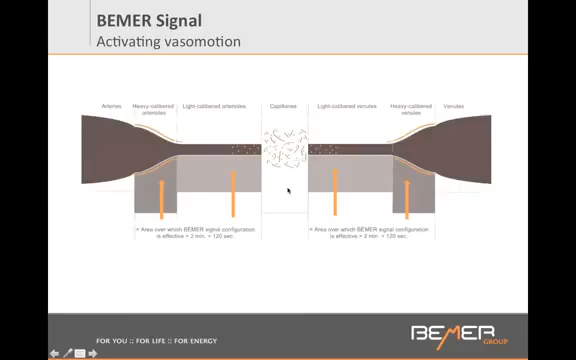 BEMER Signal
Activating vasomotion
Arteries
Heavy-calibered
arterioles
Light-calibered arterioles
Capillaries
Light-calibered venules
Heavy-calibered
venules
Venules
= Area over which BEMER signal configuration
is effective > 2 min. = 120 sec.
= Area over which BEMER signal configuration
is effective > 2 min. = 120 sec.
FOR YOU :: FOR LIFE :: FOR ENERGY
BEMER
GROUP